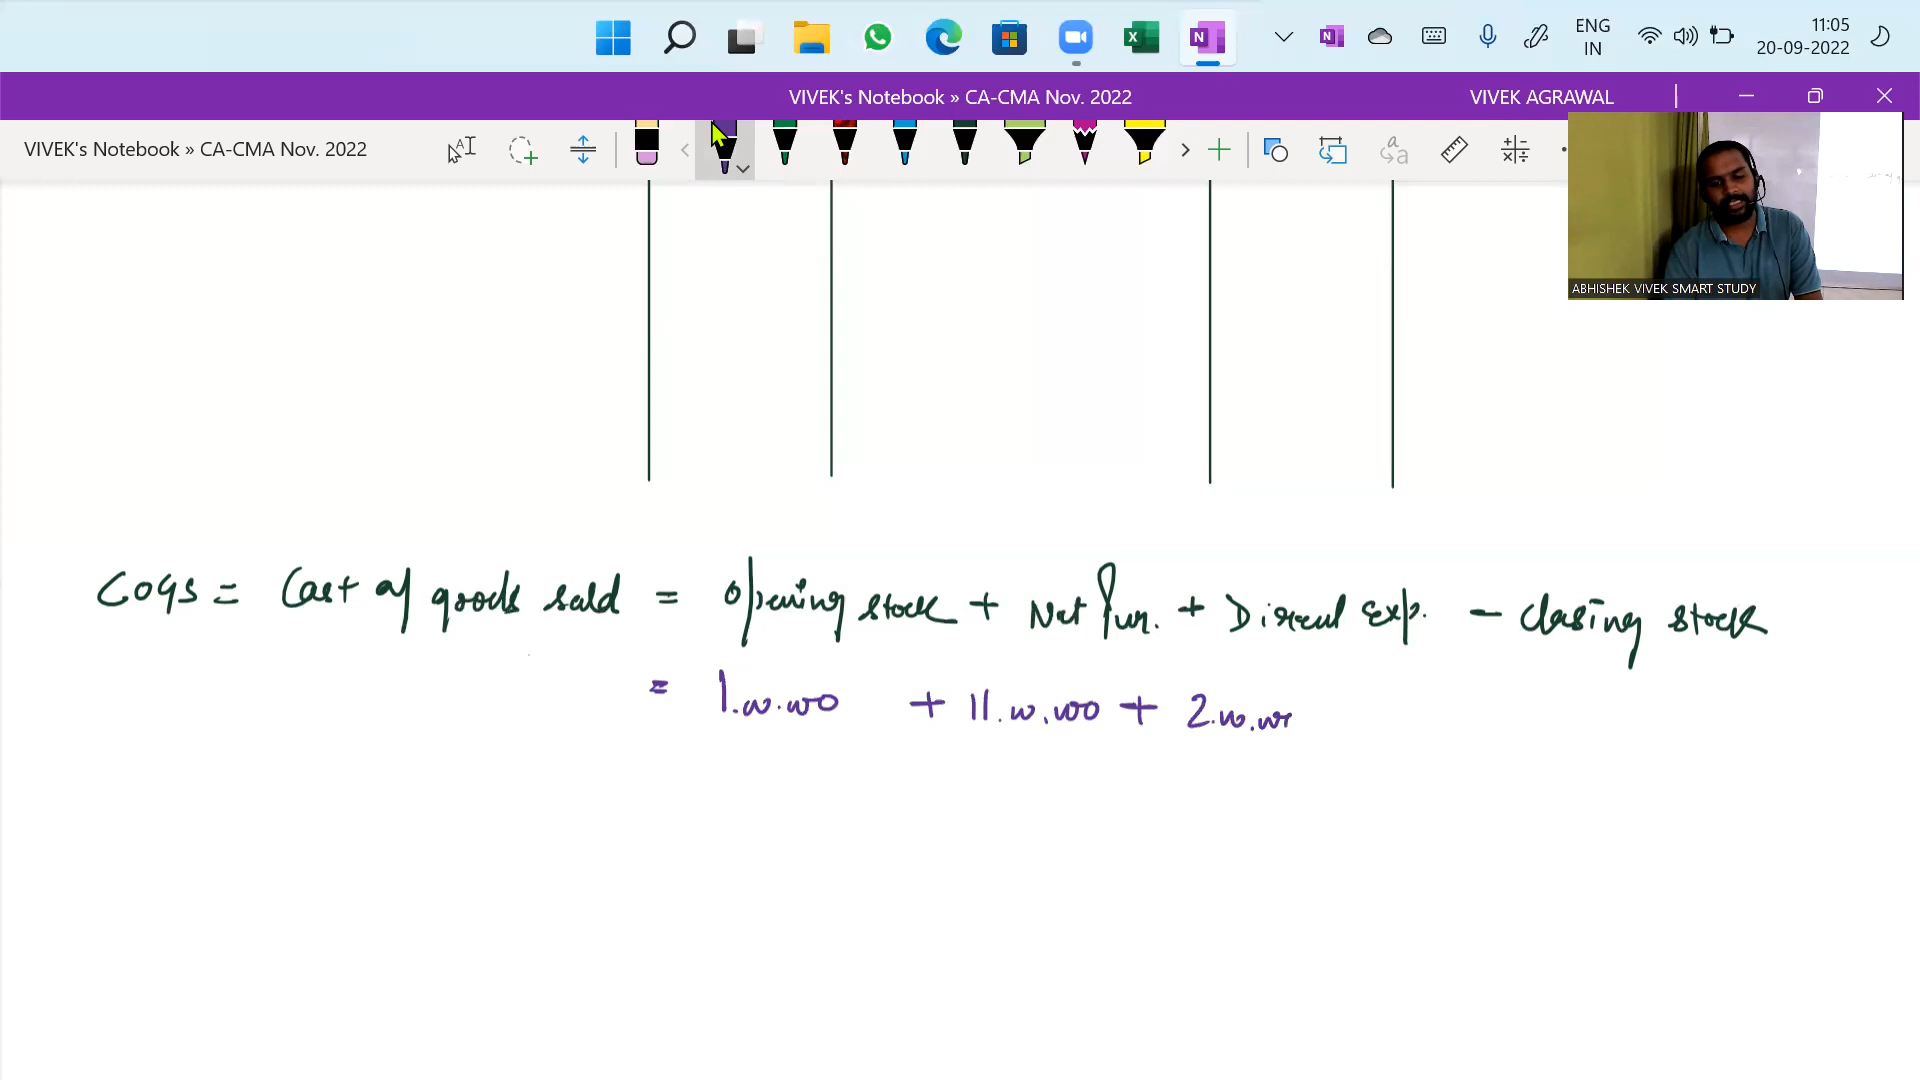 ENG
IN
11:05
20-09-2022
VIVEK's Notebook » CA-CMA Nov. 2022
VIVEK AGRAWAL
VIVEK's Notebook » CA-CMA Nov. 2022
ABHISHEK VIVEK SMART STUDY
COGS = Cost of goods sold = Opening stock + Net Pur. + Direct Exp. - closing stock
= 1.00.000 + 11.00.000 + 2.00.00